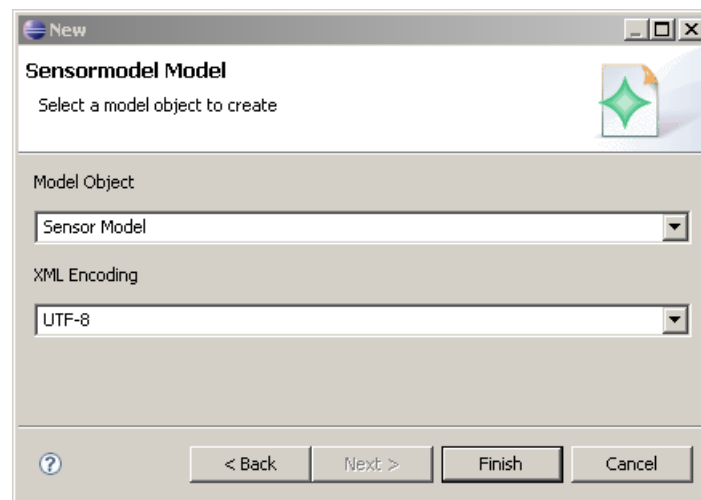 New
Sensormodel Model
Select a model object to create
Model Object
Sensor Model
XML Encoding
UTF-8
? < Back Next > Finish Cancel